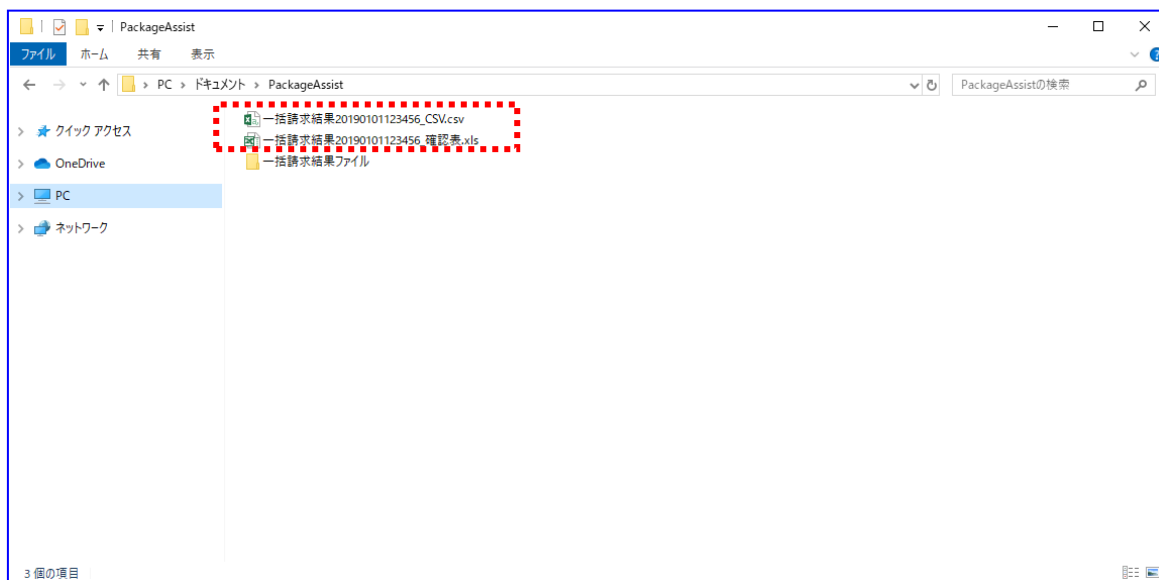 PackageAssist
ファイル ホーム 共有 表示
PC ドキュメント PackageAssist PackageAssistの検索
クイック アクセス
OneDrive
PC
ネットワーク
一括請求結果20190101123456_CSV.csv
一括請求結果20190101123456_確認表.xls
一括請求結果ファイル
3 個の項目